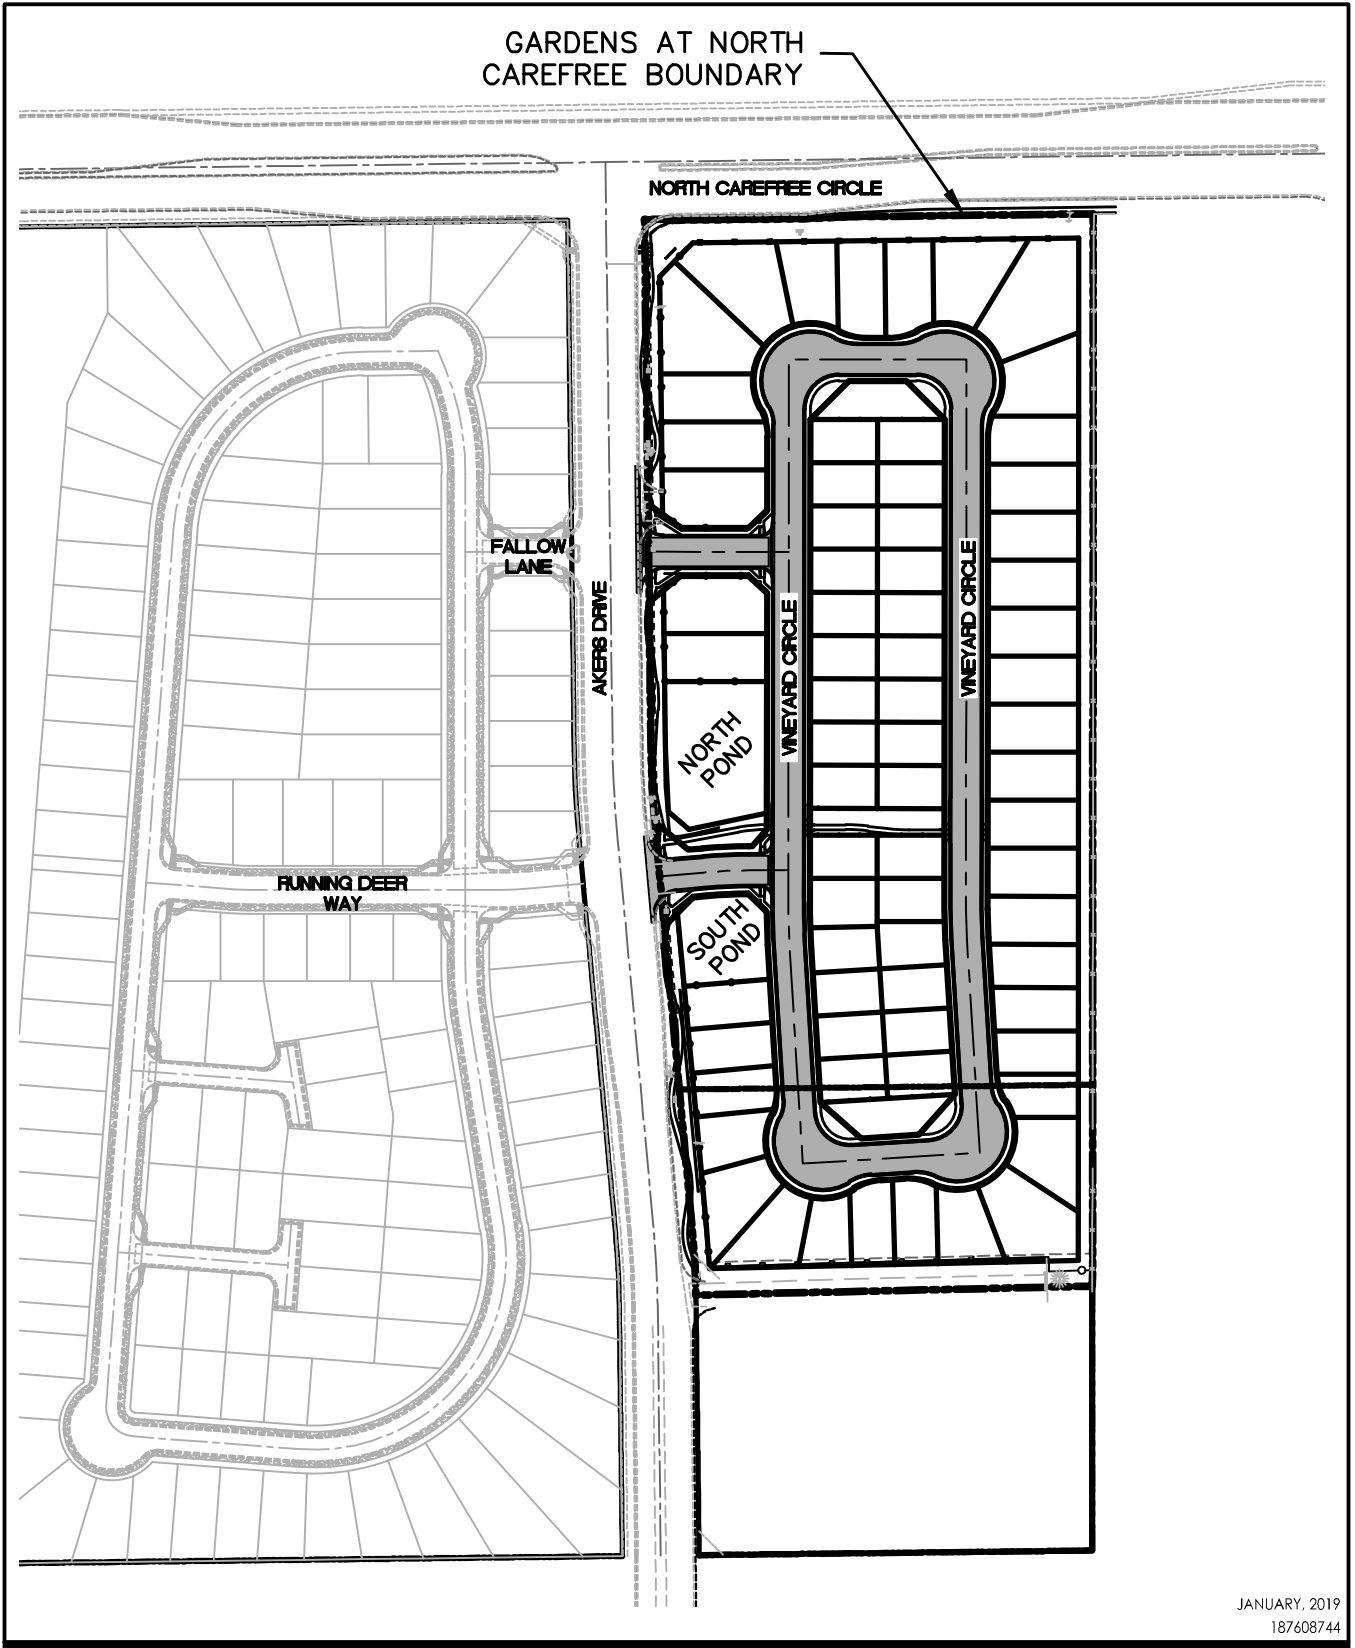 GARDENS AT NORTH
CAREFREE BOUNDARY
NORTH CAREFREE CIRCLE
FALLOW
LANE
AKERS DRIVE
VINEYARD CIRCLE
VINEYARD CIRCLE
NORTH
POND
RUNNING DEER
WAY
SOUTH
POND
JANUARY, 2019
187608744